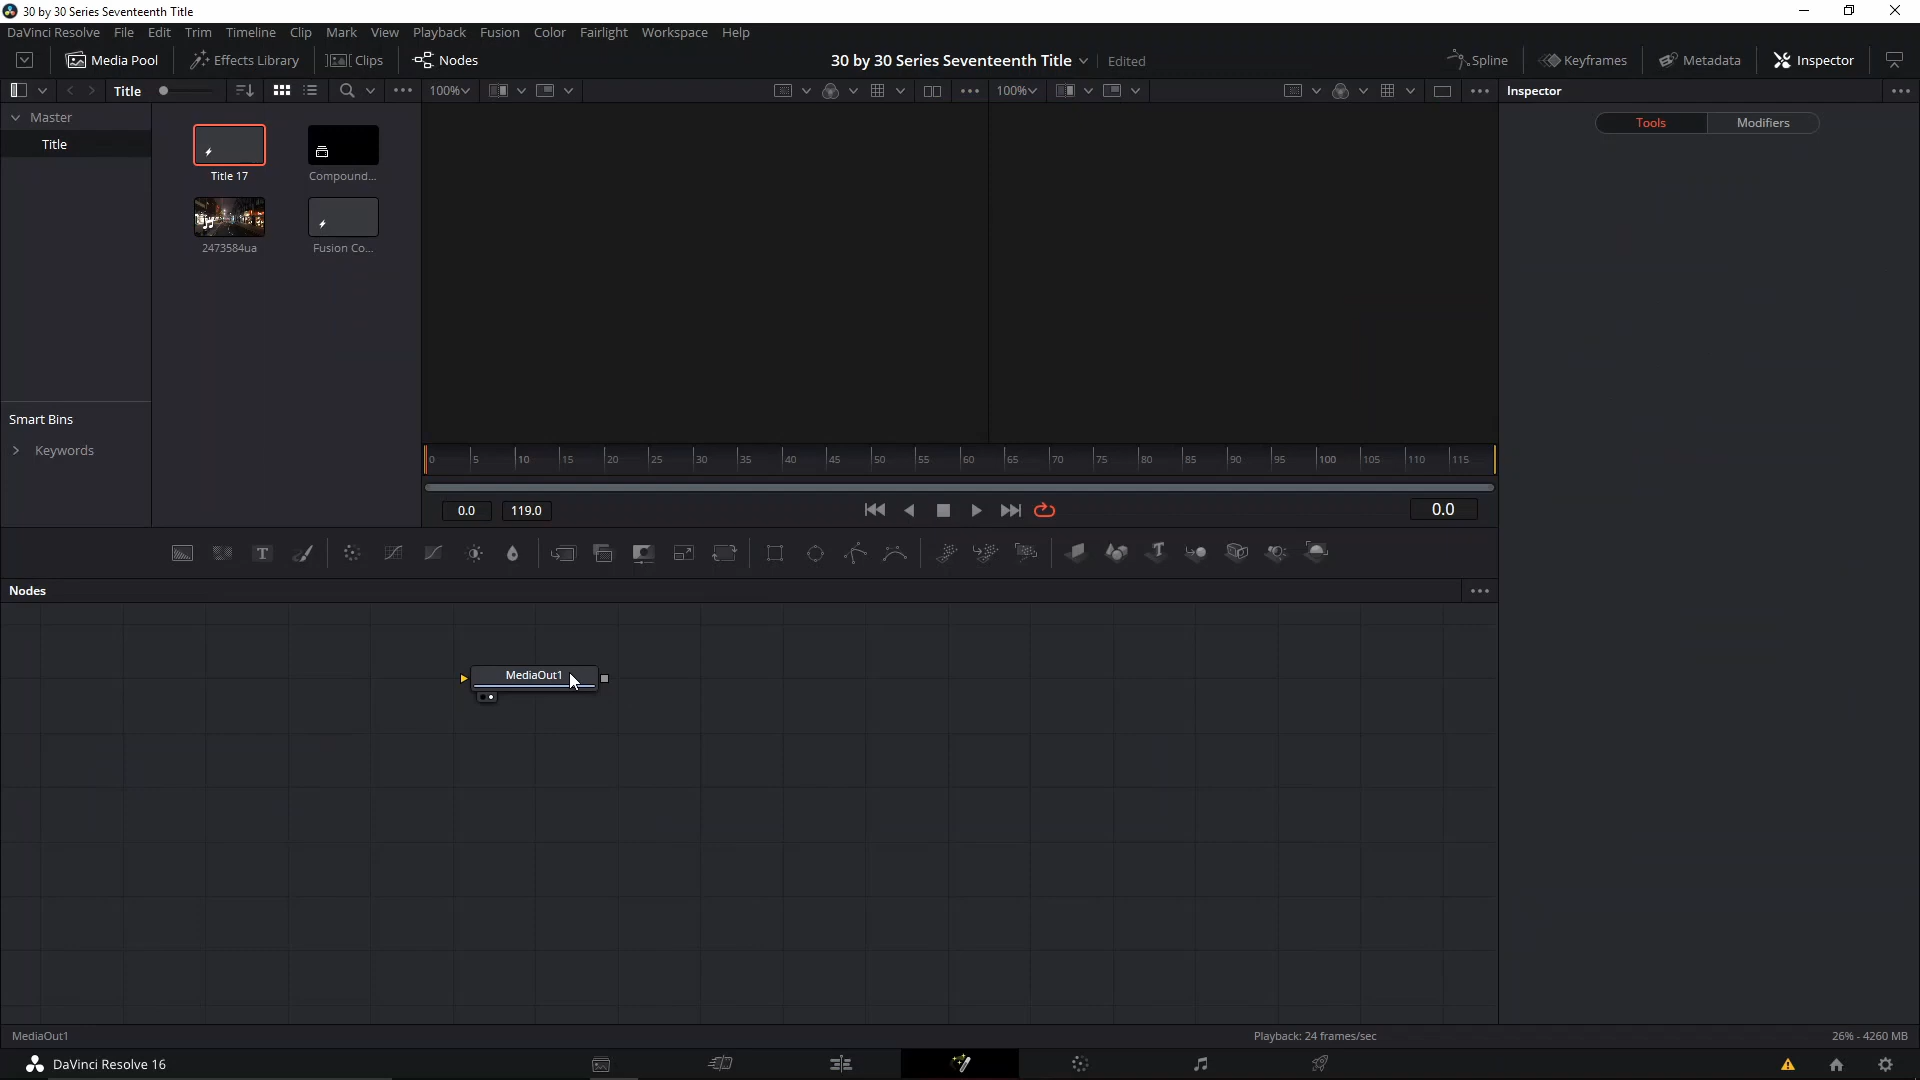 30 by 30 Series Seventeenth Title
DaVinci Resolve File Edit Trim Timeline Clip Mark View Playback Fusion Color Fairlight Workspace Help
Media Pool Effects Library Clips Nodes 30 by 30 Series Seventeenth Title Edited Spline Keyframes Metadata Inspector
Title 100% 100% Inspector
Master
Title
Tools Modifiers
Title 17 Compound...
2473584ua Fusion Co...
Smart Bins
Keywords
0 5 10 15 20 25 30 35 40 45 50 55 60 65 70 75 80 85 90 95 100 105 110 115
0.0 119.0 0.0
T T
Nodes
MediaOut1
MediaOut1 Playback: 24 frames/sec 26% - 4260 MB
DaVinci Resolve 16